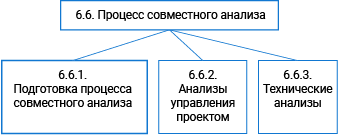 6.6. Процесс совместного анализа
6.6.1.
Подготовка процесса
совместного анализа
6.6.2.
Анализы
управления
проектом
6.6.3.
Технические
анализы